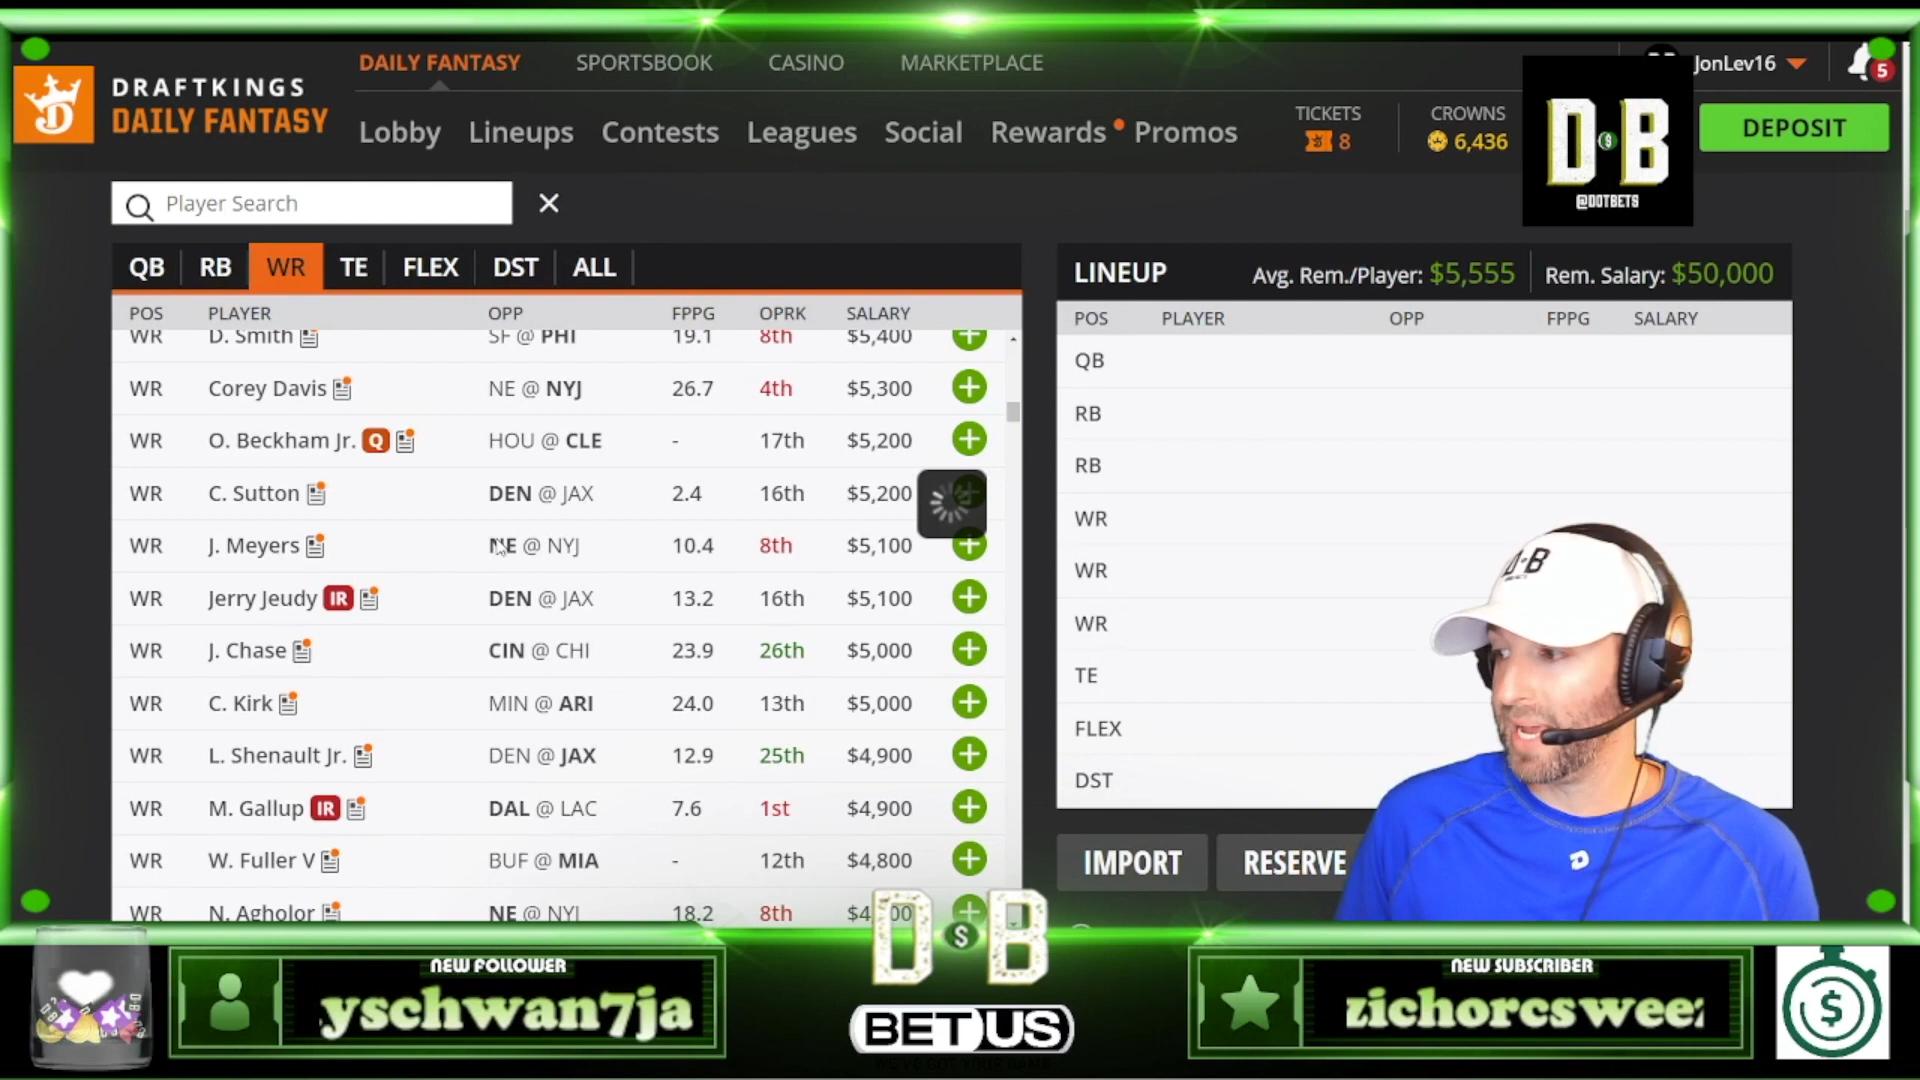 DAILY FANTASY SPORTSBOOK CASINO MARKETPLACE
JonLev16
5
DRAFTKINGS
DAILY FANTASY
Lobby Lineups Contests Leagues Social Rewards Promos
TICKETS
8
CROWNS
6,436
D$B
@DOTBETS
DEPOSIT
Player Search
QB RB WR TE FLEX DST ALL
POS PLAYER OPP FPPG OPRK SALARY
WR D. Smith SF @ PHI 19.1 8th $5,400
WR Corey Davis NE @ NYJ 26.7 4th $5,300
WR O. Beckham Jr. Q HOU @ CLE - 17th $5,200
WR C. Sutton DEN @ JAX 2.4 16th $5,200
WR J. Meyers NE @ NYJ 10.4 8th $5,100
WR Jerry Jeudy IR DEN @ JAX 13.2 16th $5,100
WR J. Chase CIN @ CHI 23.9 26th $5,000
WR C. Kirk MIN @ ARI 24.0 13th $5,000
WR L. Shenault Jr. DEN @ JAX 12.9 25th $4,900
WR M. Gallup IR DAL @ LAC 7.6 1st $4,900
WR W. Fuller V BUF @ MIA - 12th $4,800
WR N. Agholor NE @ NYJ 18.2 8th
LINEUP Avg. Rem./Player: $5,555 Rem. Salary: $50,000
POS PLAYER OPP FPPG SALARY
QB
RB
RB
WR
WR
WR
TE
FLEX
DST
IMPORT RESERVE
D$B
NEW FOLLOWER
yschwan7ja
D$B
BETUS
NEW SUBSCRIBER
zichorcswee
$